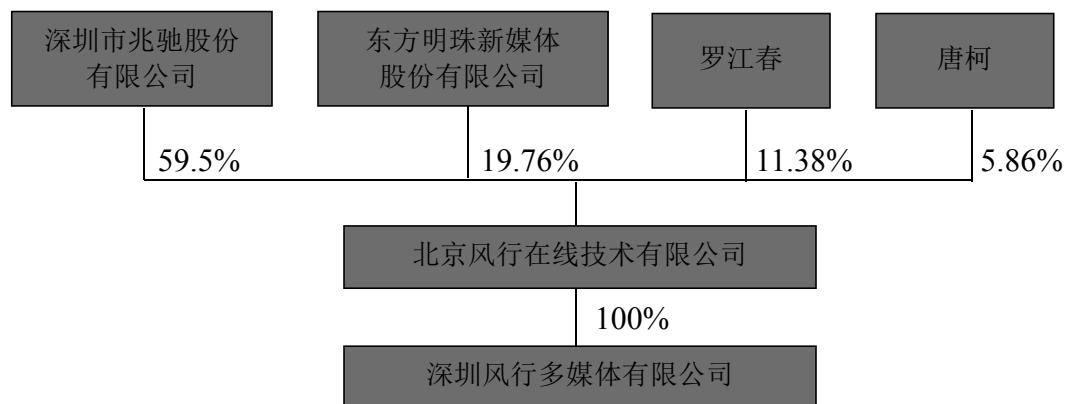 深圳市兆驰股份
有限公司
东方明珠新媒体
股份有限公司
罗江春
唐柯
59.5%
19.76%
11.38%
5.86%
北京风行在线技术有限公司
100%
深圳风行多媒体有限公司